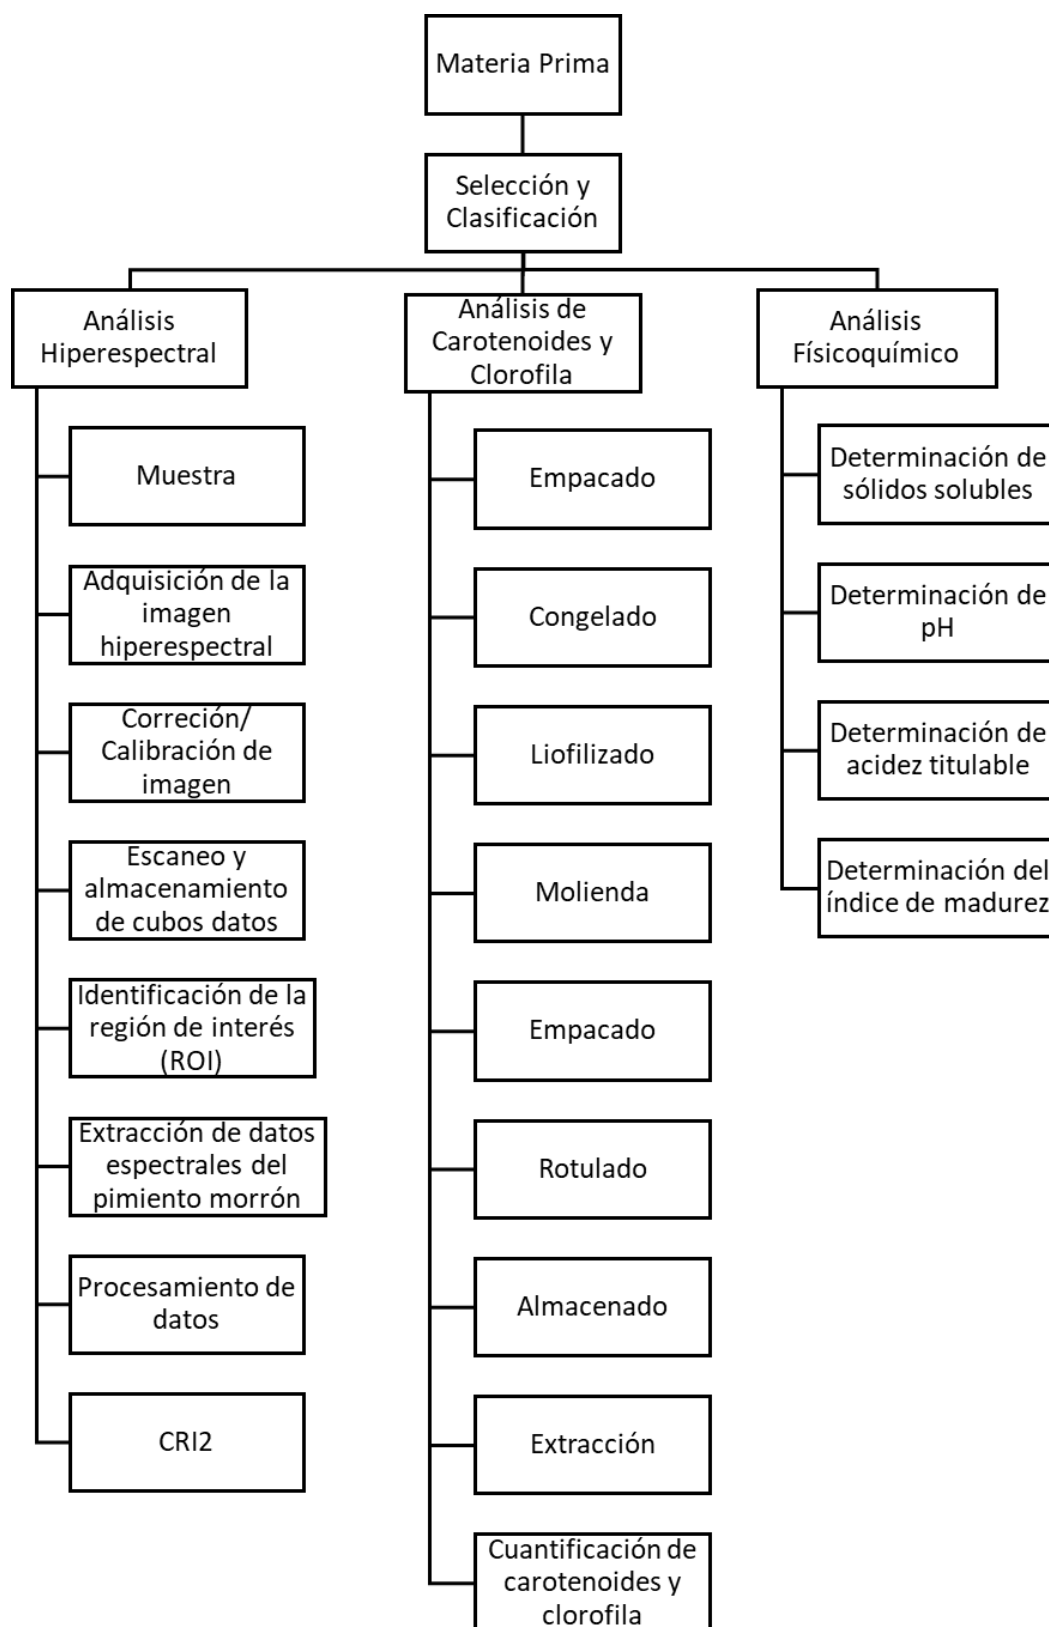 Materia Prima
Selección y
Clasificación
Análisis
Hiperespectral
Muestra
Adquisición de la
imagen
hiperespectral
Correción/
Calibración de
imagen
Escaneo y
almacenamiento
de cubos datos
Identificación de la
región de interés
(ROI)
Extracción de datos
espectrales del
pimiento morrón
Procesamiento de
datos
CRI2
Análisis de
Carotenoides y
Clorofila
Empacado
Congelado
Liofilizado
Molienda
Empacado
Rotulado
Almacenado
Extracción
Cuantificación de
carotenoides y
clorofila
Análisis
Físicoquímico
Determinación de
sólidos solubles
Determinación de
pH
Determinación de
acidez titulable
Determinación del
índice de madurez